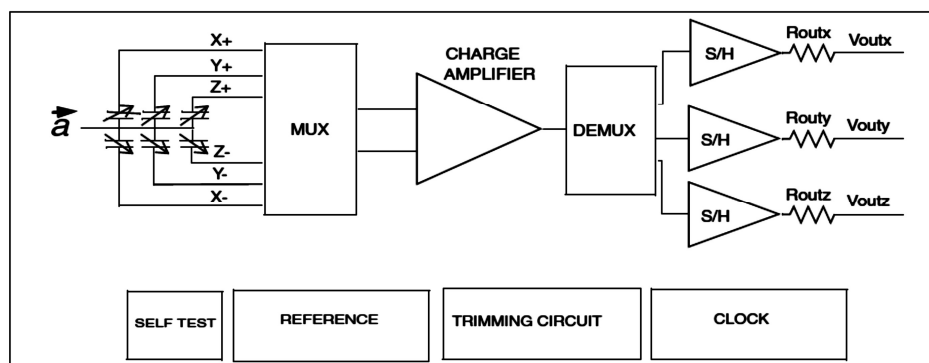 X+
Y+
Z+
a
Z-
Y-
X-
MUX
CHARGE
AMPLIFIER
DEMUX
S/H
Routx
Voutx
S/H
Routy
Vouty
S/H
Routz
Voutz
SELF TEST
REFERENCE
TRIMMING CIRCUIT
CLOCK